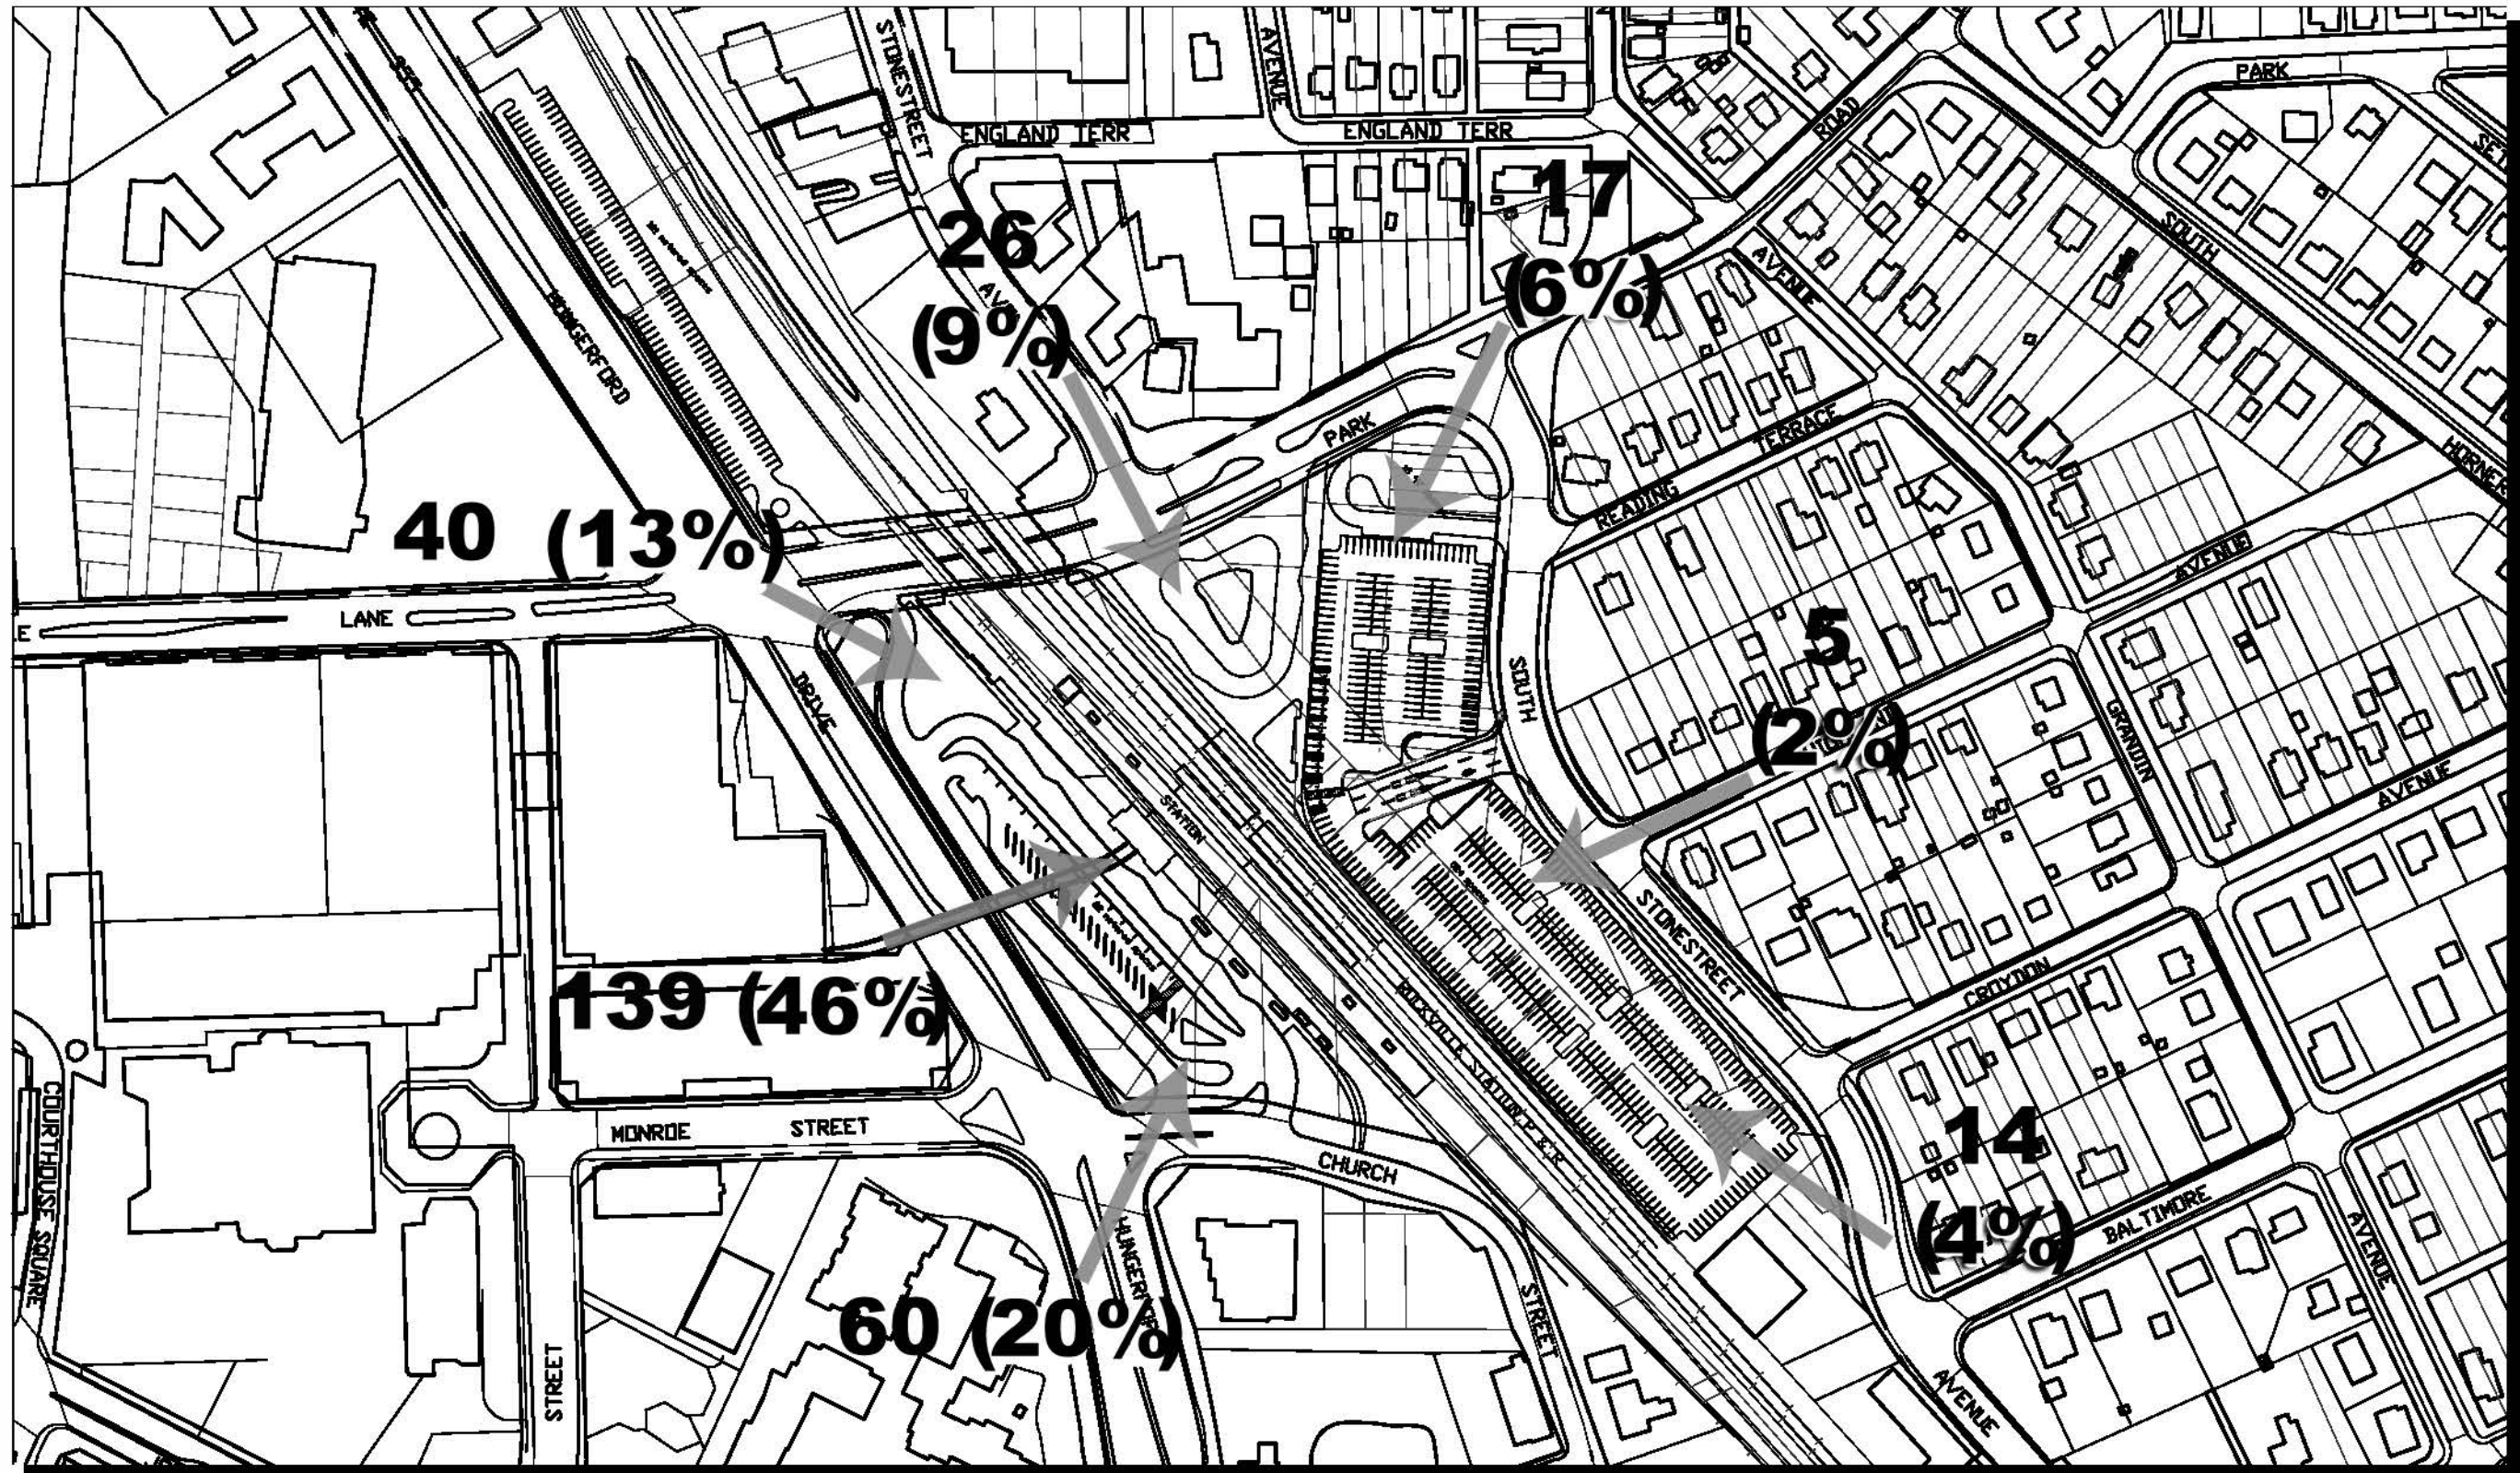 355
STONESTREET
AVENUE
PARK
ENGLAND TERR
ENGLAND TERR
ROAD
17
SOUTH
26
AVENUE
(6%)
HUNGERFORD
(9%)
PARK
TERRACE
READING
40 (13%)
AVENUE
LANE
5
SOUTH
DRIVE
(2%)
GRANDIN
AVENUE
STATION
STONESTREET
CROYDON
139 (46%)
ROCKVILLE STATION P & R
COURTHOUSE SQUARE
MONROE STREET
14
CHURCH
(4%)
BALTIMORE
AVENUE
60 (20%)
STREET
STREET
AVENUE